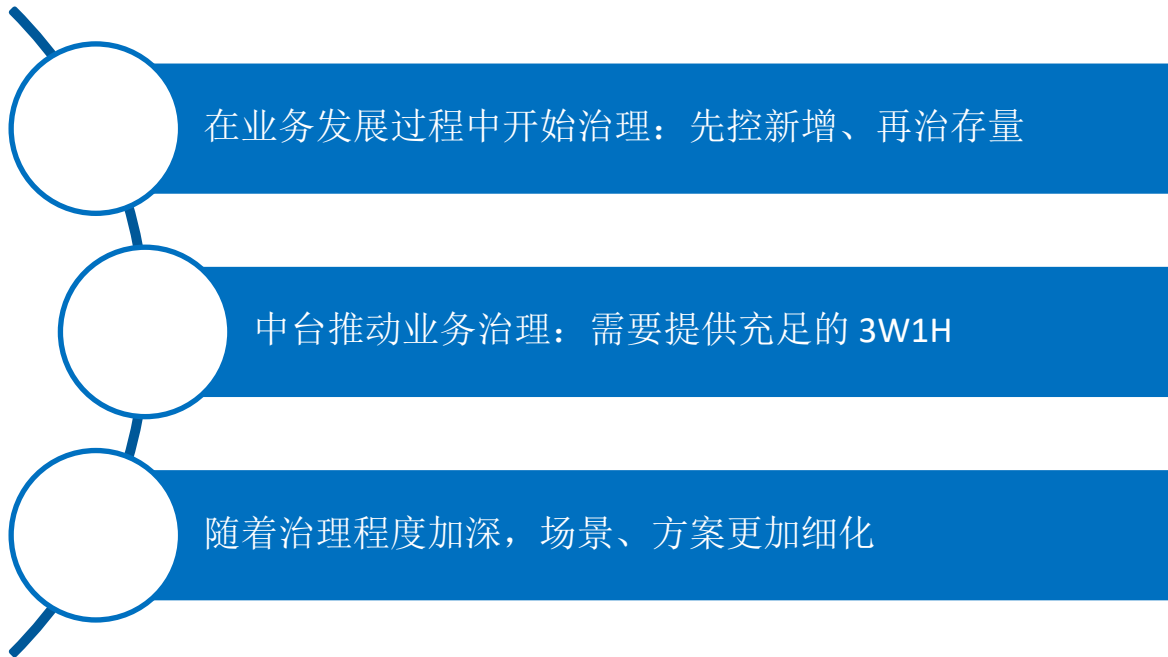 在业务发展过程中开始治理：先控新增、再治存量
中台推动业务治理：需要提供充足的 3W1H
随着治理程度加深，场景、方案更加细化